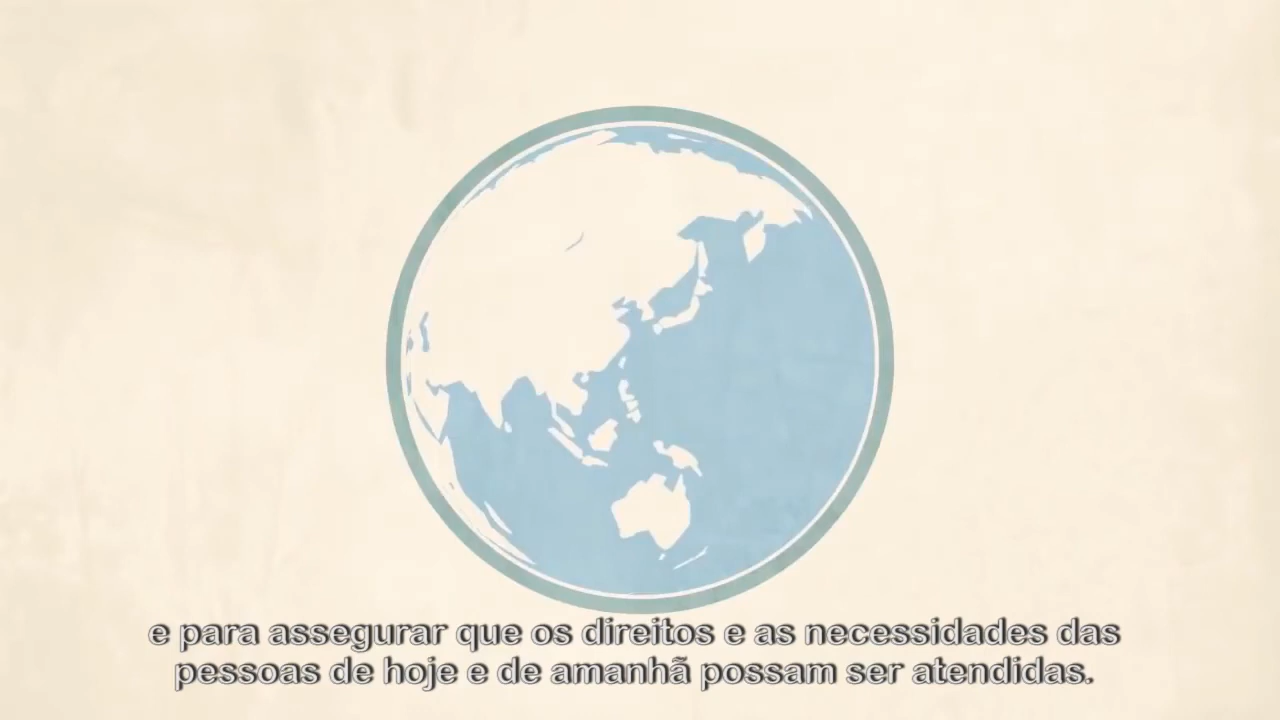 e para assegurar que os direitos e as necessidades das
pessoas de hoje e de amanhã possam ser atendidas.